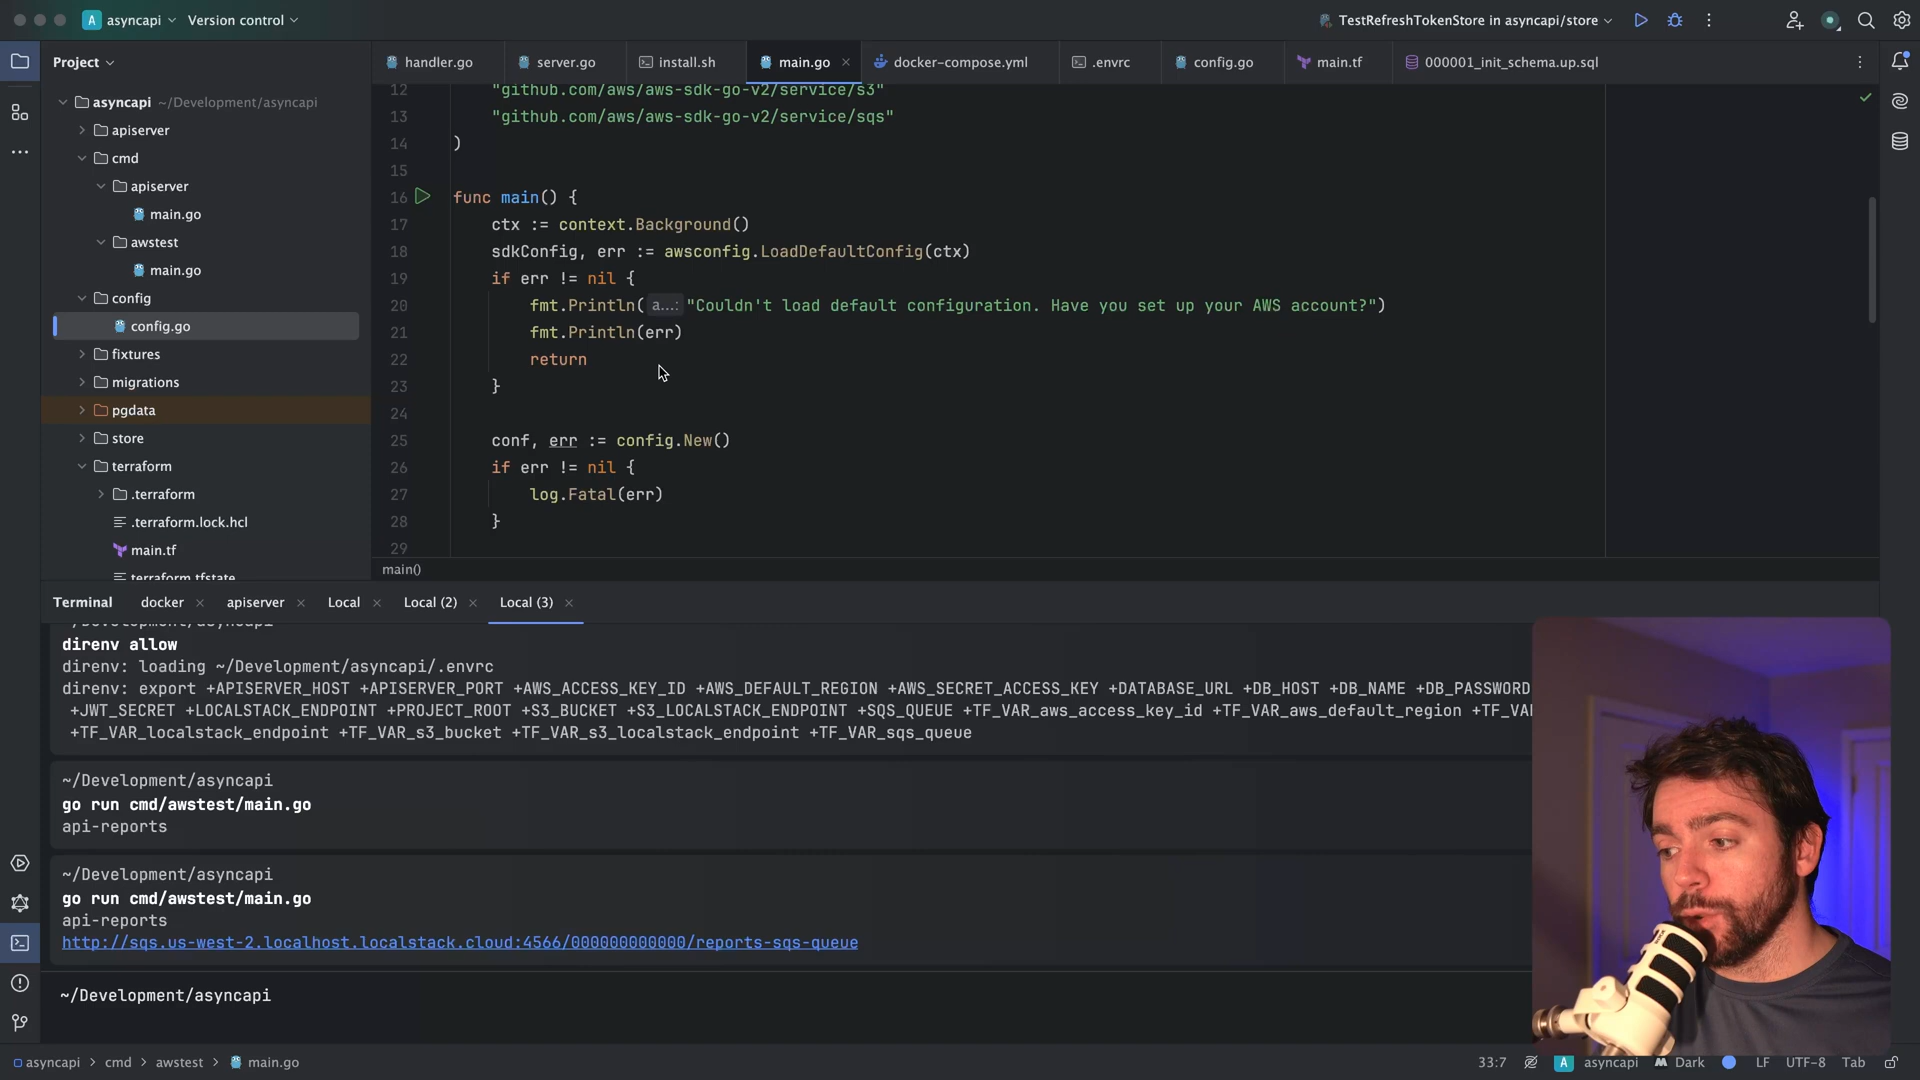 A asyncapi Version control TestRefreshTokenStore in asyncapi/store
Project
handler.go server.go install.sh main.go docker-compose.yml .envrc config.go main.tf 000001_init_schema.up.sql
asyncapi ~/Development/asyncapi
apiserver
cmd
apiserver
main.go
awstest
main.go
config
config.go
fixtures
migrations
pgdata
store
terraform
.terraform
.terraform.lock.hcl
main.tf
terraform.tfstate
12 "github.com/aws/aws-sdk-go-v2/service/s3"
13 "github.com/aws/aws-sdk-go-v2/service/sqs"
14 )
15
16 func main() {
17 ctx := context.Background()
18 sdkConfig, err := awsconfig.LoadDefaultConfig(ctx)
19 if err != nil {
20 fmt.Println( a...: "Couldn't load default configuration. Have you set up your AWS account?")
21 fmt.Println(err)
22 return
23 }
24
25 conf, err := config.New()
26 if err != nil {
27 log.Fatal(err)
28 }
29
main()
Terminal docker apiserver Local Local (2) Local (3)
~/Development/asyncapi
direnv allow
direnv: loading ~/Development/asyncapi/.envrc
direnv: export +APISERVER_HOST +APISERVER_PORT +AWS_ACCESS_KEY_ID +AWS_DEFAULT_REGION +AWS_SECRET_ACCESS_KEY +DATABASE_URL +DB_HOST +DB_NAME +DB_PASSWORD
+JWT_SECRET +LOCALSTACK_ENDPOINT +PROJECT_ROOT +S3_BUCKET +S3_LOCALSTACK_ENDPOINT +SQS_QUEUE +TF_VAR_aws_access_key_id +TF_VAR_aws_default_region +TF_VAR
+TF_VAR_localstack_endpoint +TF_VAR_s3_bucket +TF_VAR_s3_localstack_endpoint +TF_VAR_sqs_queue
~/Development/asyncapi
go run cmd/awstest/main.go
api-reports
~/Development/asyncapi
go run cmd/awstest/main.go
api-reports
http://sqs.us-west-2.localhost.localstack.cloud:4566/000000000000/reports-sqs-queue
~/Development/asyncapi
asyncapi cmd awstest main.go 33:7 A asyncapi Dark LF UTF-8 Tab